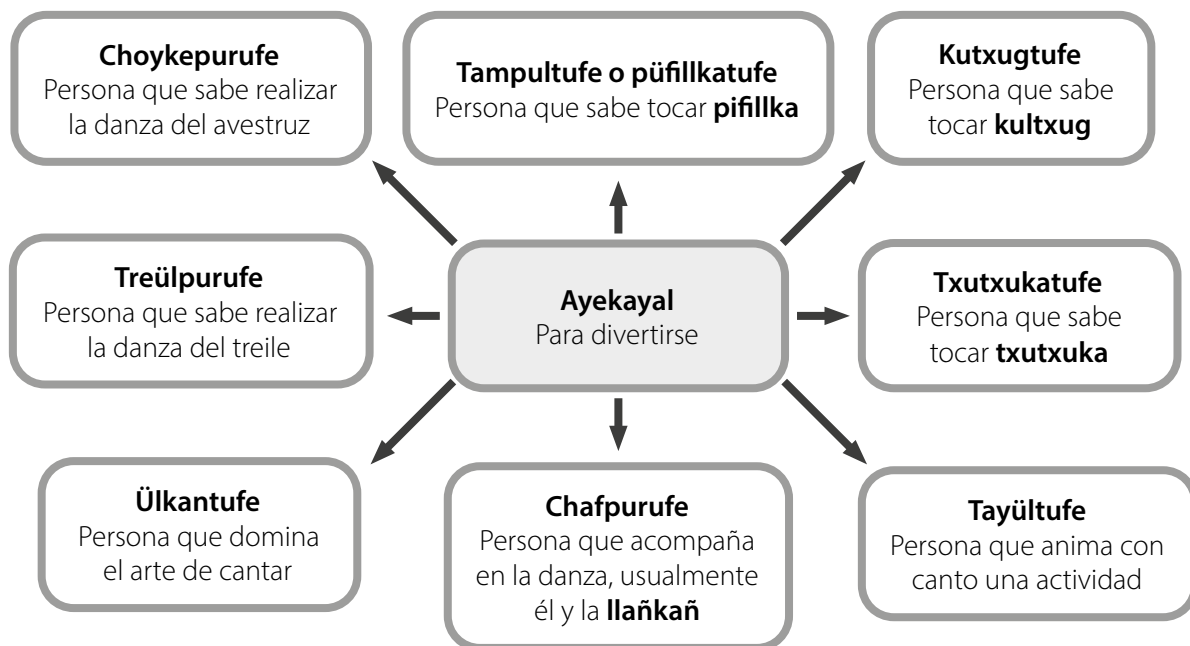 Choykepurufe
Persona que sabe realizar
la danza del avestruz
Tampultufe o püfillkatufe
Persona que sabe tocar pifillka
Kutxugtufe
Persona que sabe
tocar kultxug
Treülpurufe
Persona que sabe realizar
la danza del treile
Ayekayal
Para divertirse
Txutxukatufe
Persona que sabe
tocar txutxuka
Ülkantufe
Persona que domina
el arte de cantar
Chafpurufe
Persona que acompaña
en la danza, usualmente
él y la llañkañ
Tayültufe
Persona que anima con
canto una actividad